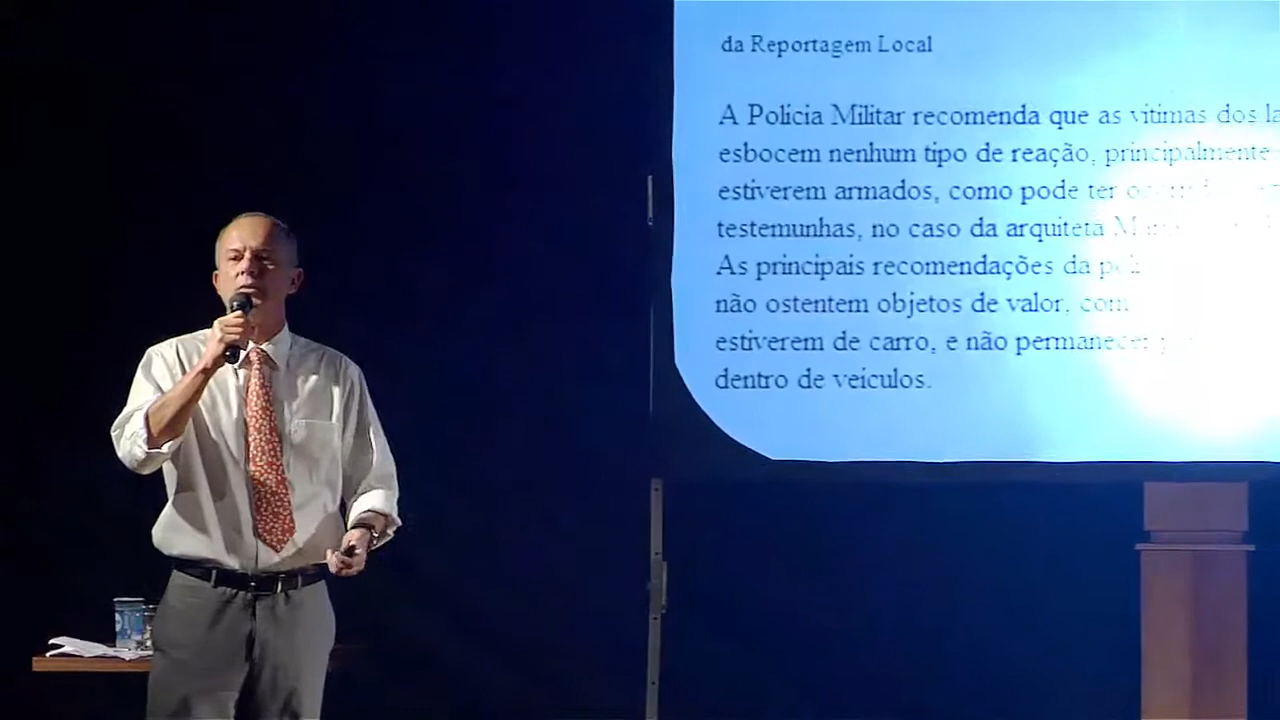 da Reportagem Local
A Polícia Militar recomenda que as vítimas dos
esbocem nenhum tipo de reação, principalmente
estiverem armados, como pode ter
testemunhas, no caso da arquiteta
As principais recomendações da
não ostentem objetos de valor,
estiverem de carro, e não permanecer
dentro de veículos.